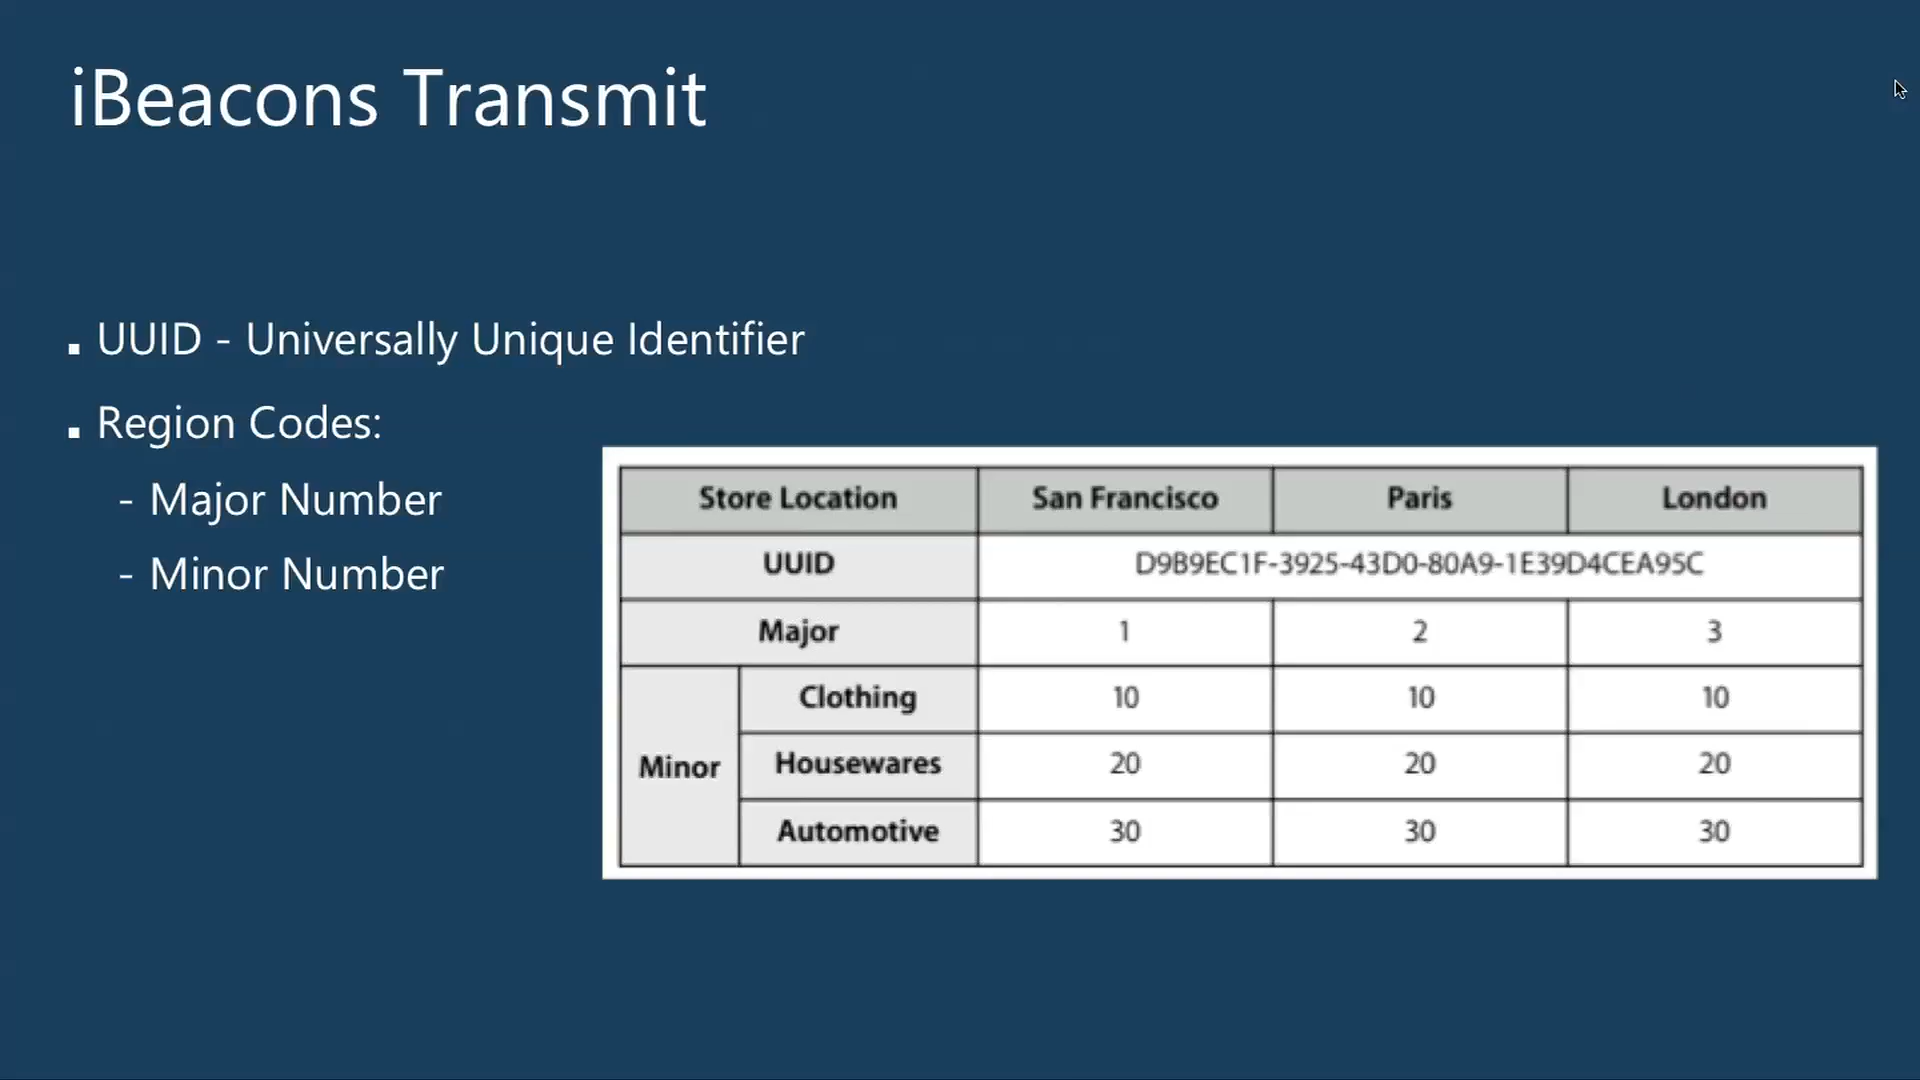 iBeacons Transmit
▪ UUID - Universally Unique Identifier
▪ Region Codes:
- Major Number
- Minor Number
Store Location San Francisco Paris London
UUID D9B9EC1F-3925-43D0-80A9-1E39D4CEA95C
Major 1 2 3
Minor
Clothing 10 10 10
Housewares 20 20 20
Automotive 30 30 30